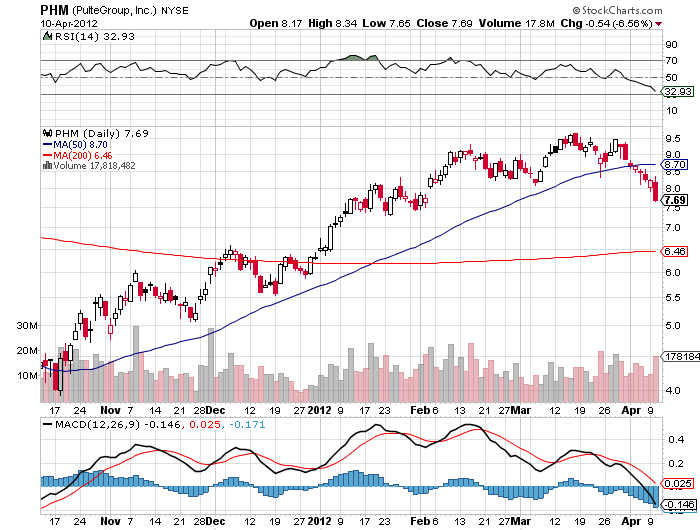 PHM (PulteGroup, Inc.) NYSE
© StockCharts.com
10-Apr-2012
Open 8.17 High 8.34 Low 7.65 Close 7.69 Volume 17.8M Chg -0.54 (-6.56%)
RSI(14) 32.93
90
70
50
32.93
30
10
PHM (Daily) 7.69
MA(50) 8.70
MA(200) 6.46
Volume 17,818,482
9.5
9.0
8.70
8.5
8.0
7.69
7.5
7.0
6.46
6.0
5.5
5.0
4.0
30M
20M
10M
178184
17 24 Nov 7 14 21 28 Dec 12 19 27 2012 9 17 23 Feb 6 13 21 27 Mar 12 19 26 Apr 9
MACD(12,26,9) -0.146, 0.025, -0.171
0.4
0.2
0.025
-0.146
17 24 Nov 7 14 21 28 Dec 12 19 27 2012 9 17 23 Feb 6 13 21 27 Mar 12 19 26 Apr 9